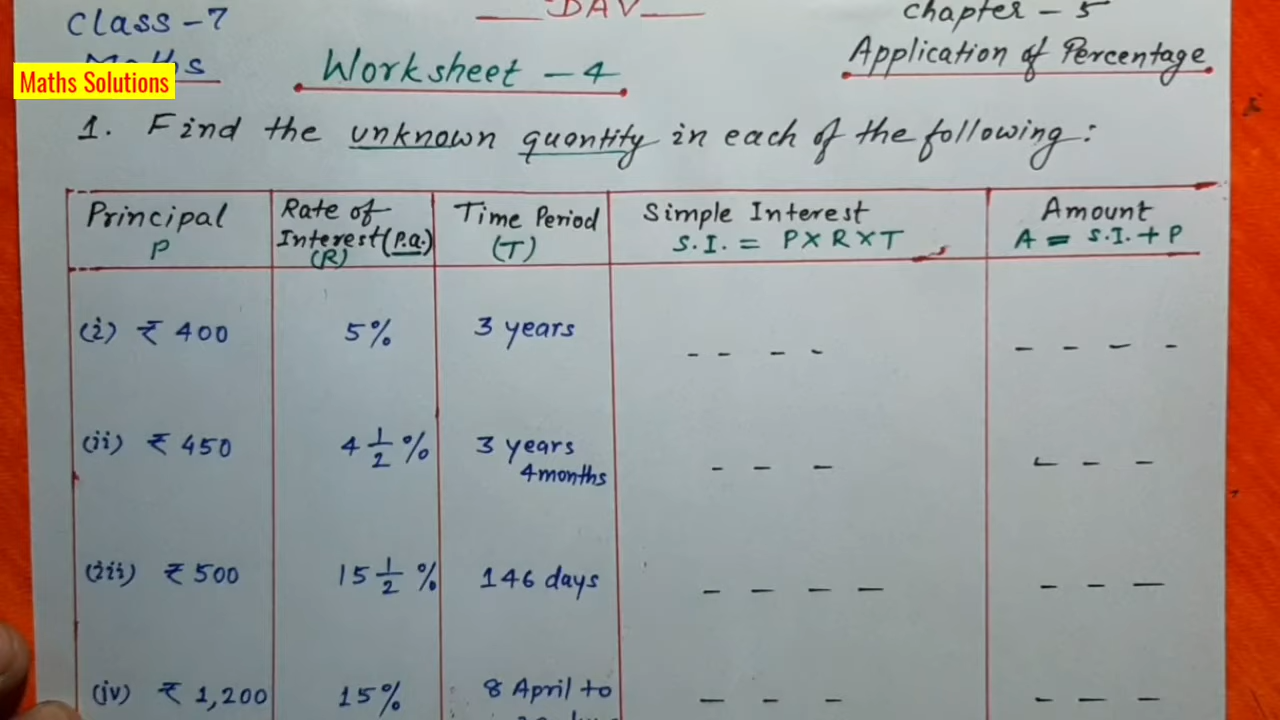 DAV
Class - 7
Chapter - 5
Maths
Application of Percentage
Maths Solutions
Worksheet - 4
1. Find the unknown quantity in each of the following:
Principal P
Rate of Interest (P.a.) (R)
Time Period (T)
Simple Interest S.I. = P X R X T
Amount A = S.I. + P
(i) ₹ 400 5% 3 years - - - - - - - -
(ii) ₹ 450 4 1/2 % 3 years 4 months - - - - - -
(iii) ₹ 500 15 1/2 % 146 days - - - - - - -
(iv) ₹ 1,200 15% 8 April to - - - - - -